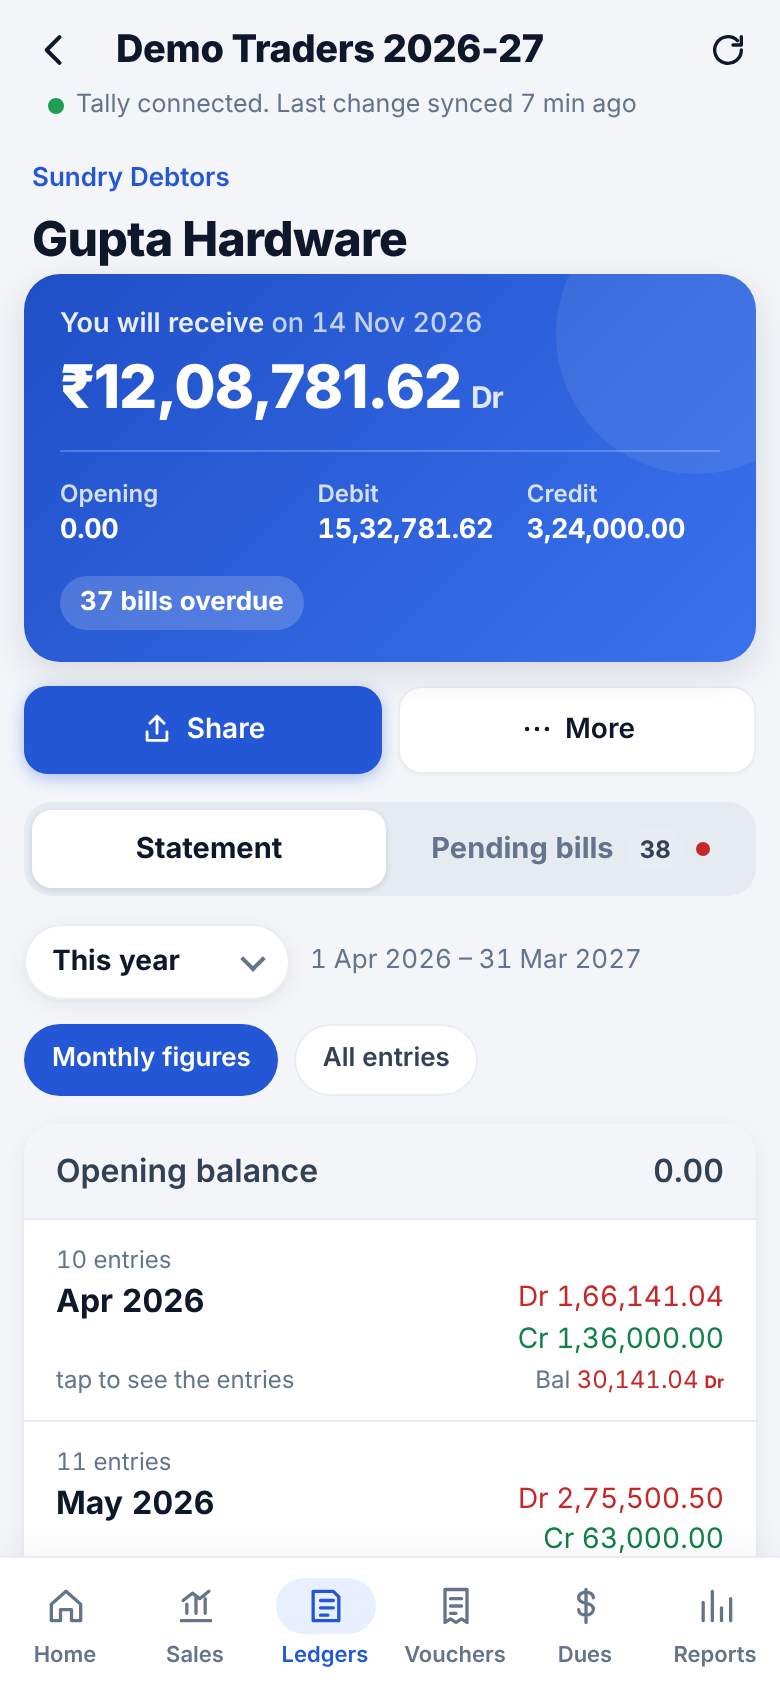 Demo Traders 2026-27
Tally connected. Last change synced 7 min ago
Sundry Debtors
Gupta Hardware
You will receive on 14 Nov 2026
₹12,08,781.62 Dr
Opening Debit Credit
0.00 15,32,781.62 3,24,000.00
37 bills overdue
Share ··· More
Statement Pending bills 38
This year 1 Apr 2026 – 31 Mar 2027
Monthly figures All entries
Opening balance 0.00
10 entries
Apr 2026 Dr 1,66,141.04
Cr 1,36,000.00
tap to see the entries Bal 30,141.04 Dr
11 entries
May 2026 Dr 2,75,500.50
Cr 63,000.00
Home Sales Ledgers Vouchers Dues Reports